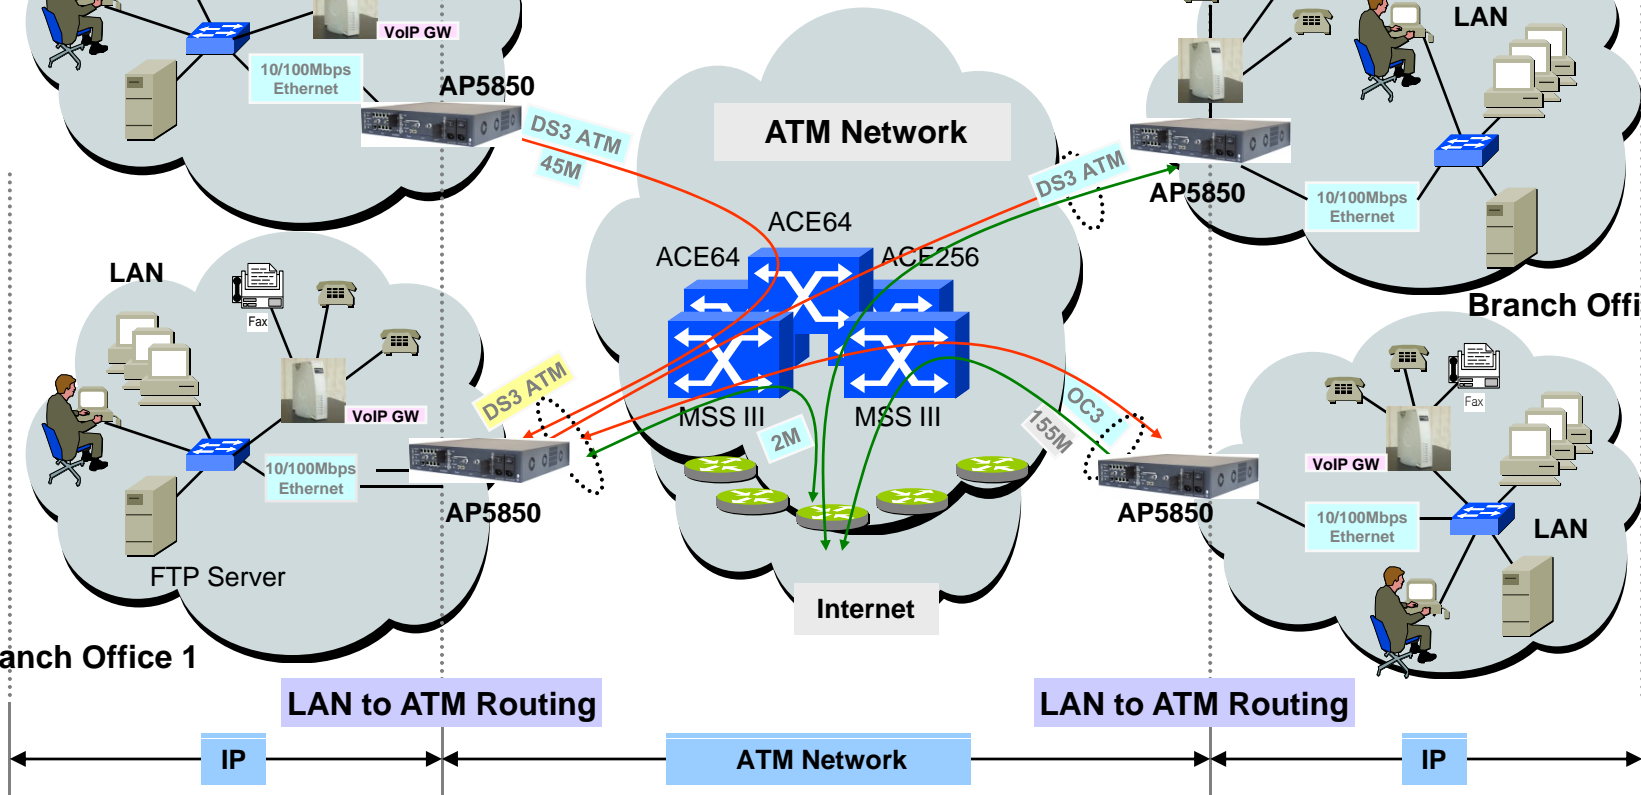 VoIP GW
10/100Mbps
Ethernet
AP5850
DS3 ATM
45M
ATM Network
DS3 ATM
AP5850
10/100Mbps
Ethernet
LAN
ACE64
ACE64
ACE256
MSS III
MSS III
LAN
Fax
VoIP GW
10/100Mbps
Ethernet
DS3 ATM
AP5850
FTP Server
2M
OC3
155M
AP5850
Internet
Branch Offi
Fax
VoIP GW
10/100Mbps
Ethernet
LAN
anch Office 1
LAN to ATM Routing
LAN to ATM Routing
IP
ATM Network
IP